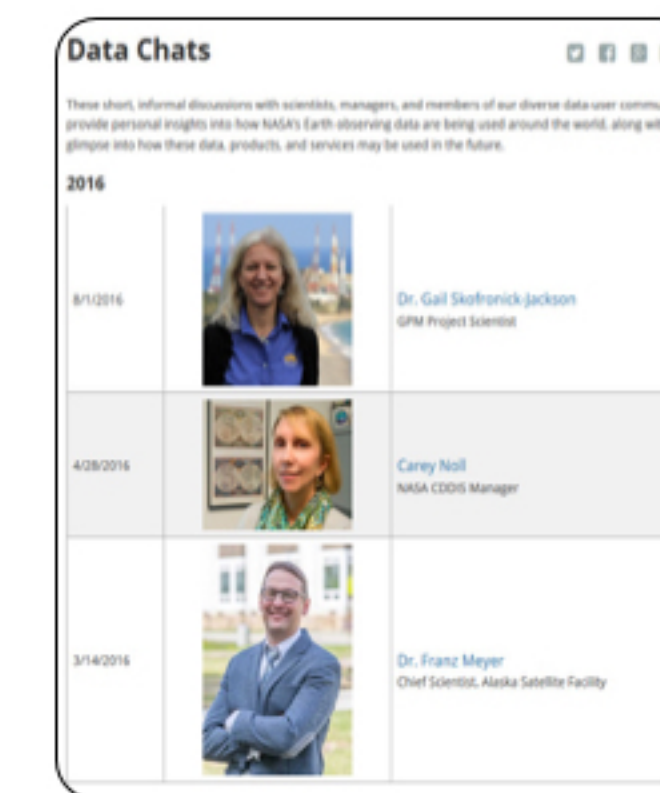 Data Chats
These short, informal discussions with scientists, managers, and members of our diverse data-user commu
provide personal insights into how NASA's Earth observing data are being used around the world, along wit
glimpse into how these data, products, and services may be used in the future.
2016
8/1/2016
Dr. Gail Skofronick-Jackson
GPM Project Scientist
4/28/2016
Carey Noll
NASA CDDIS Manager
3/14/2016
Dr. Franz Meyer
Chief Scientist, Alaska Satellite Facility